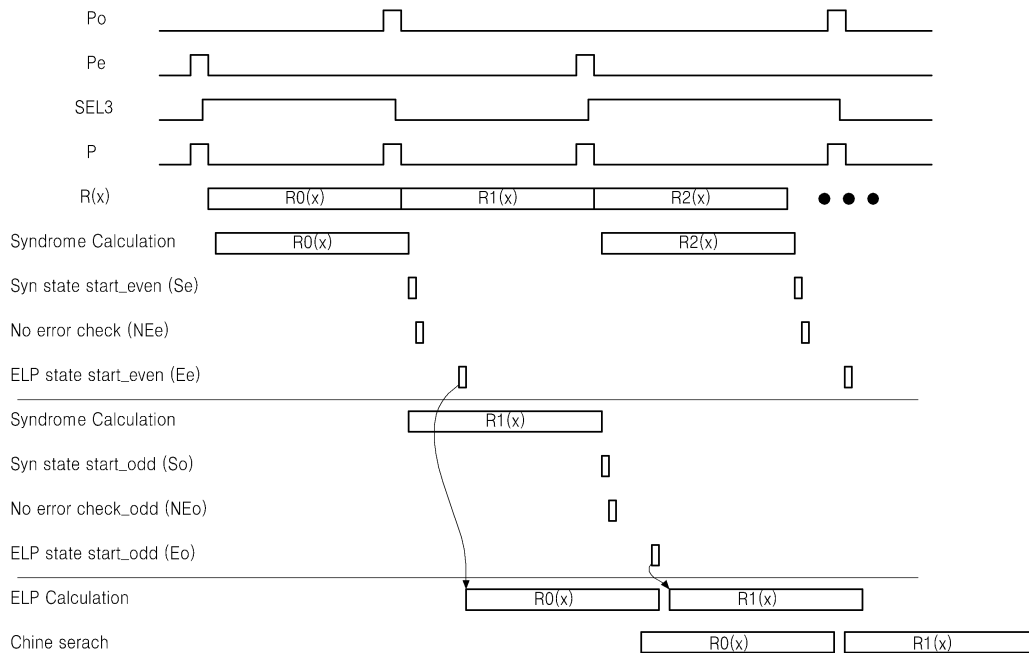 Po
Pe
SEL3
P
R(x) R0(x) R1(x) R2(x)
Syndrome Calculation R0(x) R2(x)
Syn state start_even (Se)
No error check (NEe)
ELP state start_even (Ee)
Syndrome Calculation R1(x)
Syn state start_odd (So)
No error check_odd (NEo)
ELP state start_odd (Eo)
ELP Calculation R0(x) R1(x)
Chine serach R0(x) R1(x)